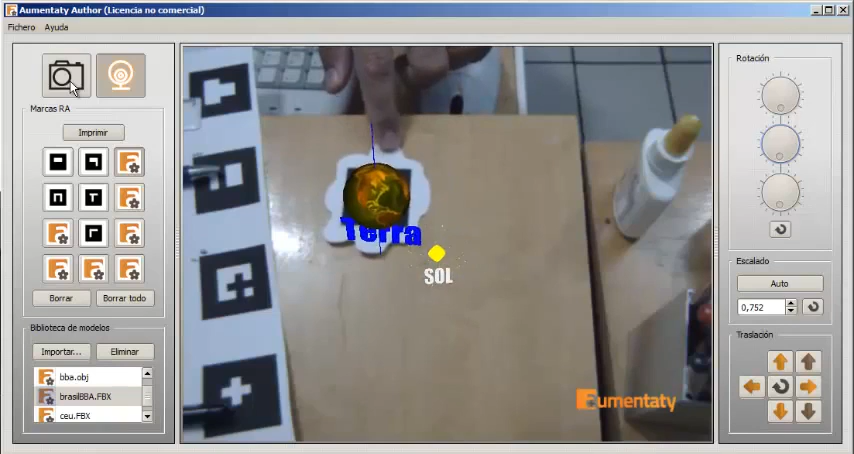 Aumentaty Author (Licencia no comercial)
Fichero Ayuda
Marcas RA
Imprimir
Borrar
Borrar todo
Biblioteca de modelos
Importar...
Eliminar
bba.obj
brasilBBA.FBX
ceu.FBX
Terra
SOL
aumentaty
Rotación
Escalado
Auto
0,752
Traslación